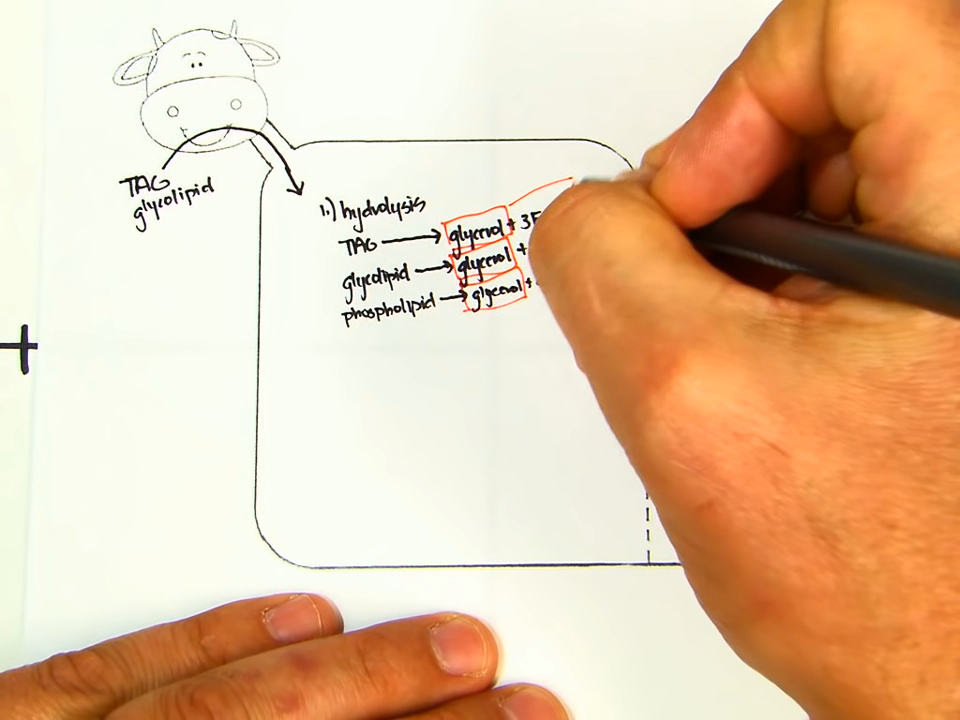 TAG
glycolipid
1.) hydrolysis
TAG → glycerol + 3F
glycolipid → glycerol +
phospholipid → glycerol +